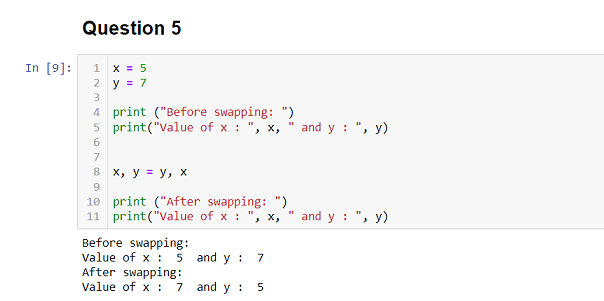 Question 5
In [9]:
1 x = 5
2 y = 7
3
4 print ("Before swapping: ")
5 print("Value of x : ", x, " and y : ", y)
6
7
8 x, y = y, x
9
10 print ("After swapping: ")
11 print("Value of x : ", x, " and y : ", y)
Before swapping:
Value of x :  5  and y :  7
After swapping:
Value of x :  7  and y :  5